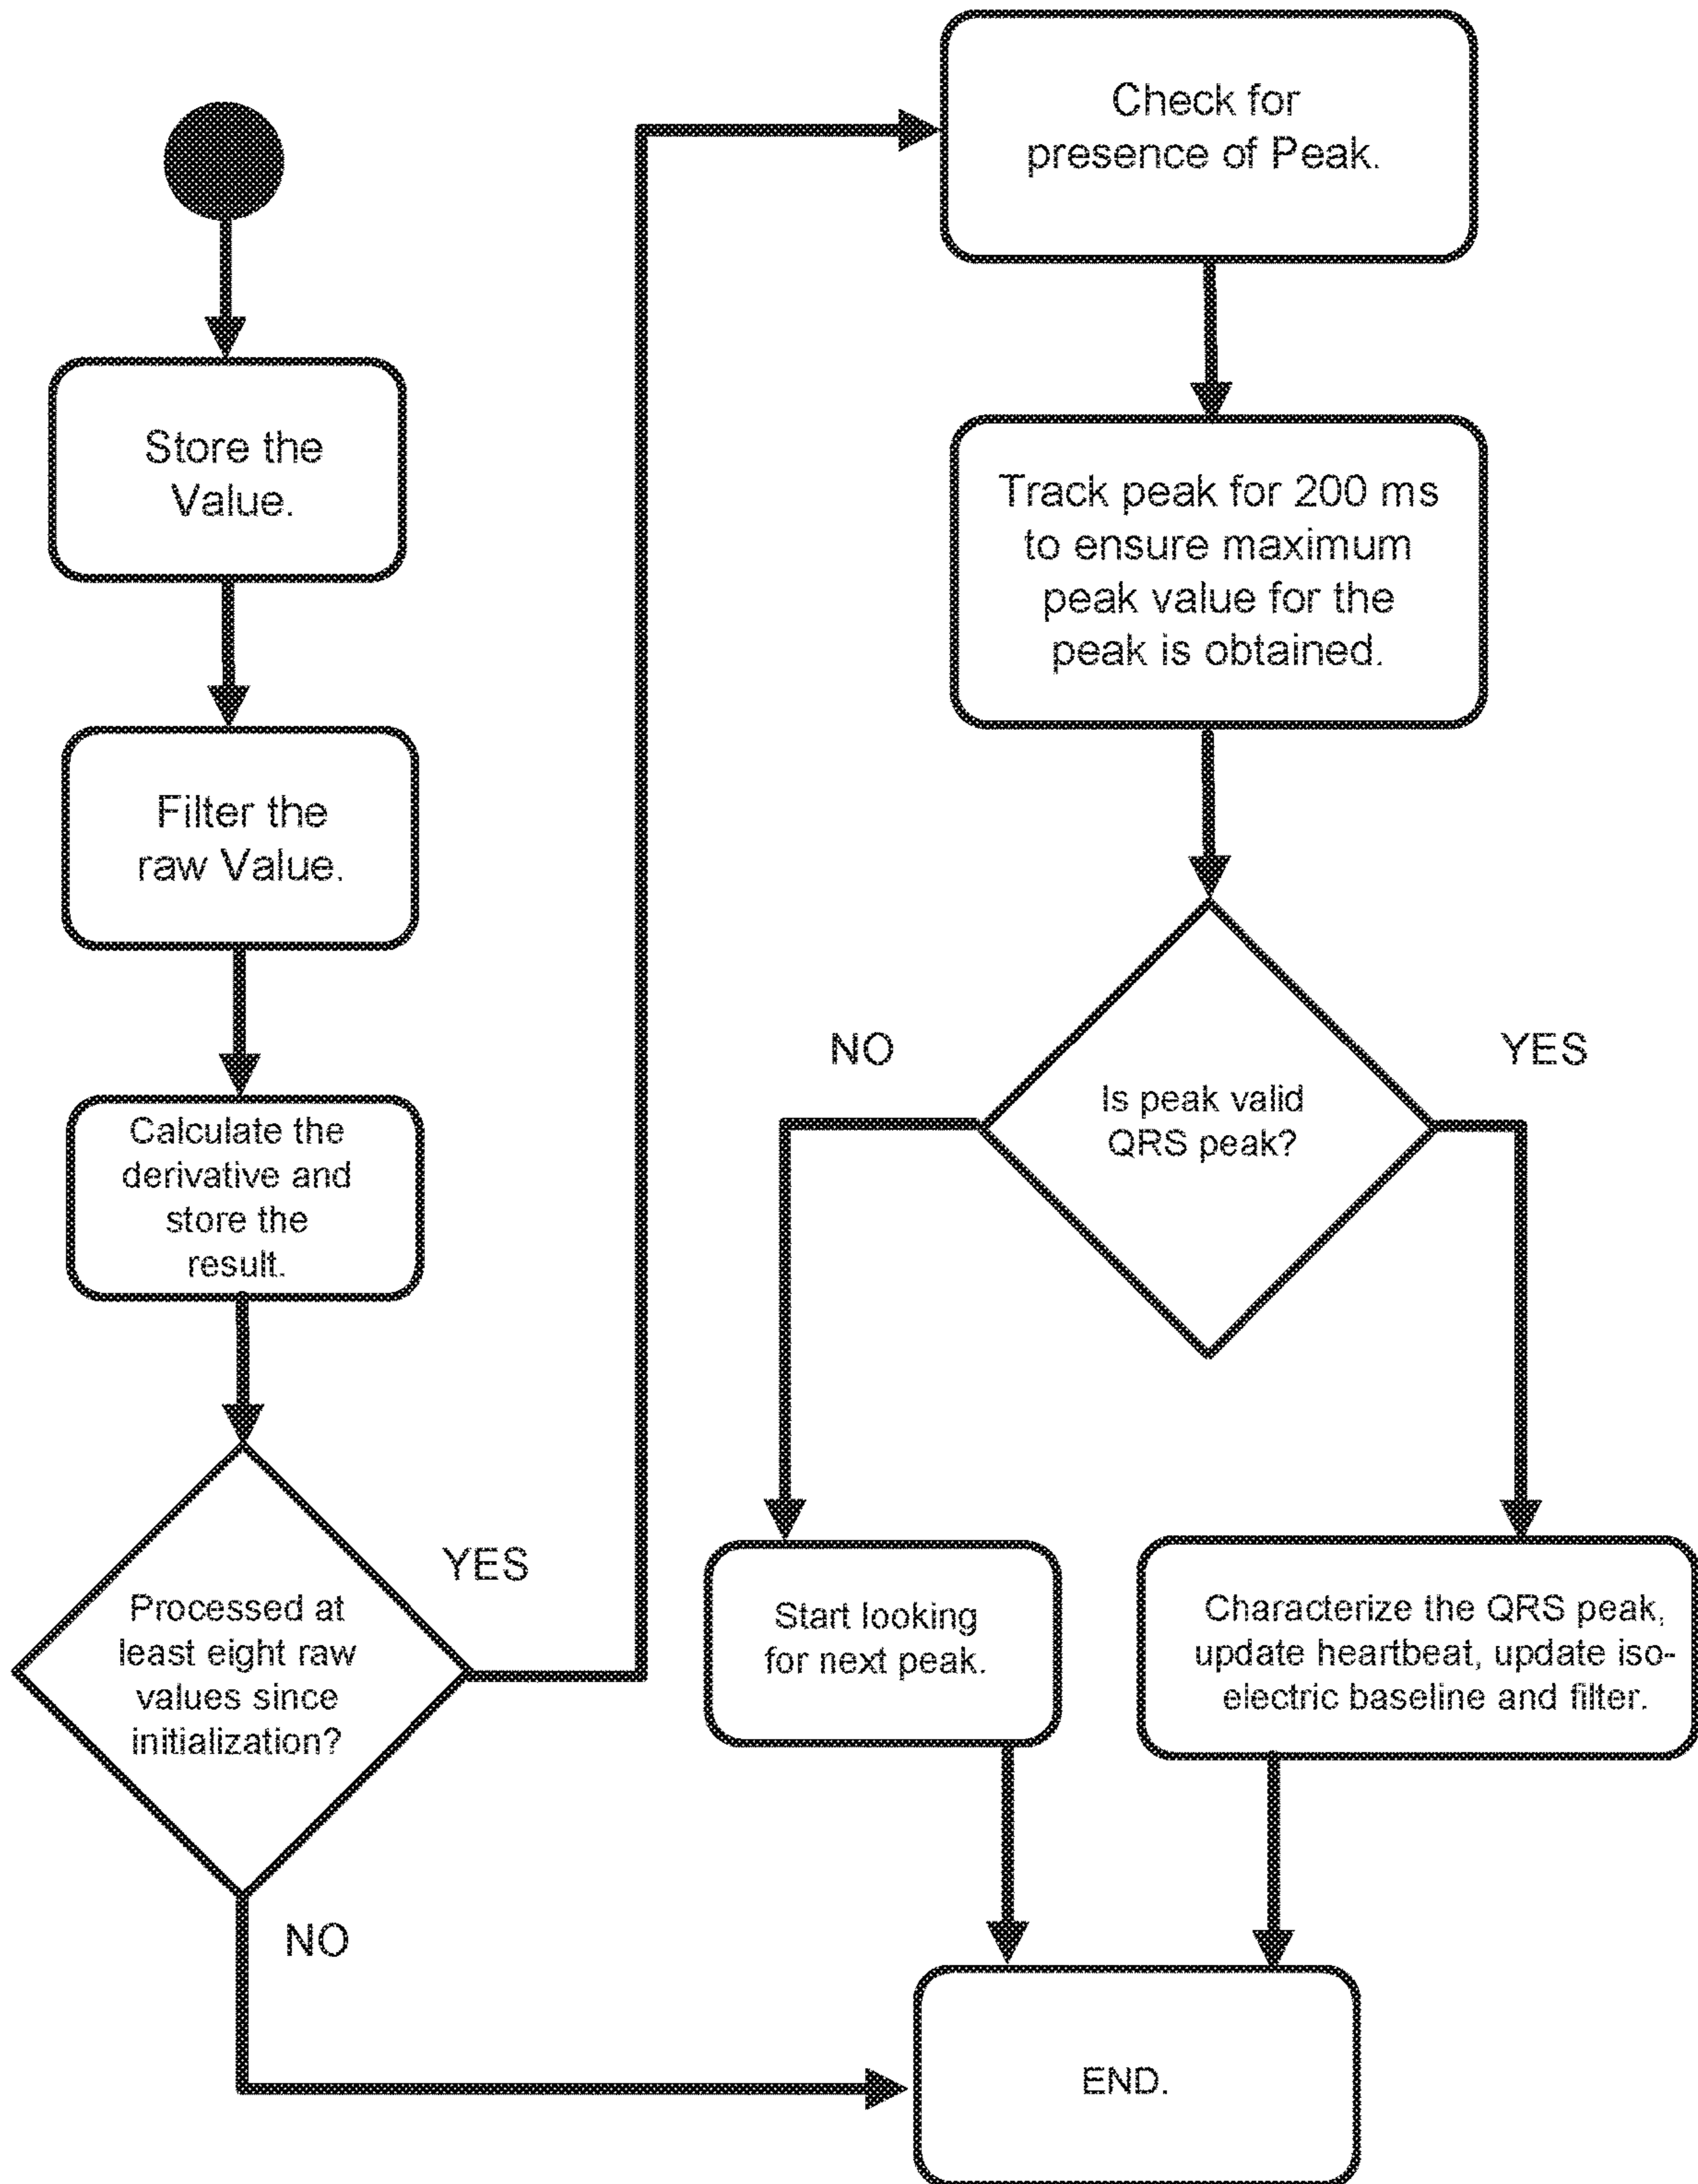 Store the
Value.
Filter the
raw Value.
Calculate the
derivative and
store the
result.
Processed at
least eight raw
values since
initialization?
YES
NO
Check for
presence of Peak.
Track peak for 200 ms
to ensure maximum
peak value for the
peak is obtained.
Is peak valid
QRS peak?
NO
YES
Start looking
for next peak.
Characterize the QRS peak,
update heartbeat, update iso-
electric baseline and filter.
END.